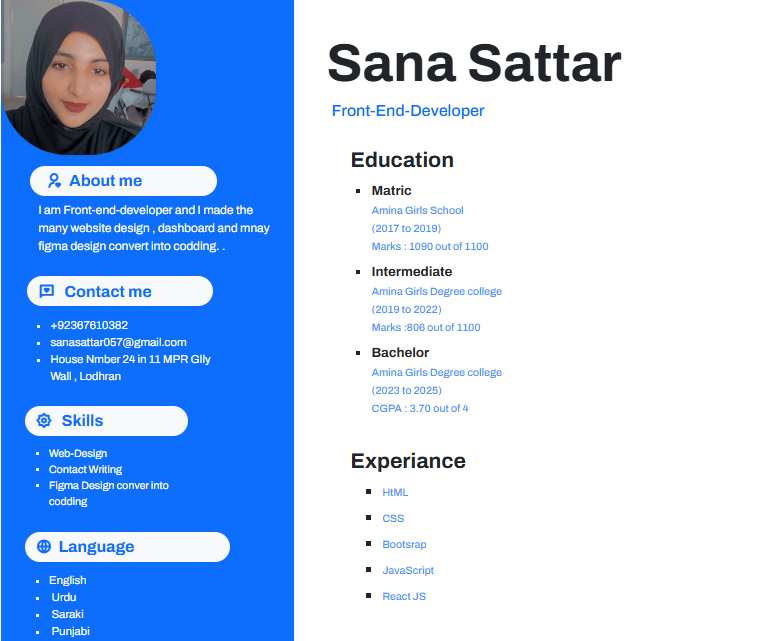 Sana Sattar
Front-End-Developer
About me
I am Front-end-developer and I made the
many website design , dashboard and mnay
figma design convert into codding. .
Contact me
+92367610382
sanasattar057@gmail.com
House Nmber 24 in 11 MPR Glly
Wall , Lodhran
Skills
Web-Design
Contact Writing
Figma Design conver into
codding
Language
English
Urdu
Saraki
Punjabi
Education
Matric
Amina Girls School
(2017 to 2019)
Marks : 1090 out of 1100
Intermediate
Amina Girls Degree college
(2019 to 2022)
Marks :806 out of 1100
Bachelor
Amina Girls Degree college
(2023 to 2025)
CGPA : 3.70 out of 4
Experiance
HtML
CSS
Bootsrap
JavaScript
React JS